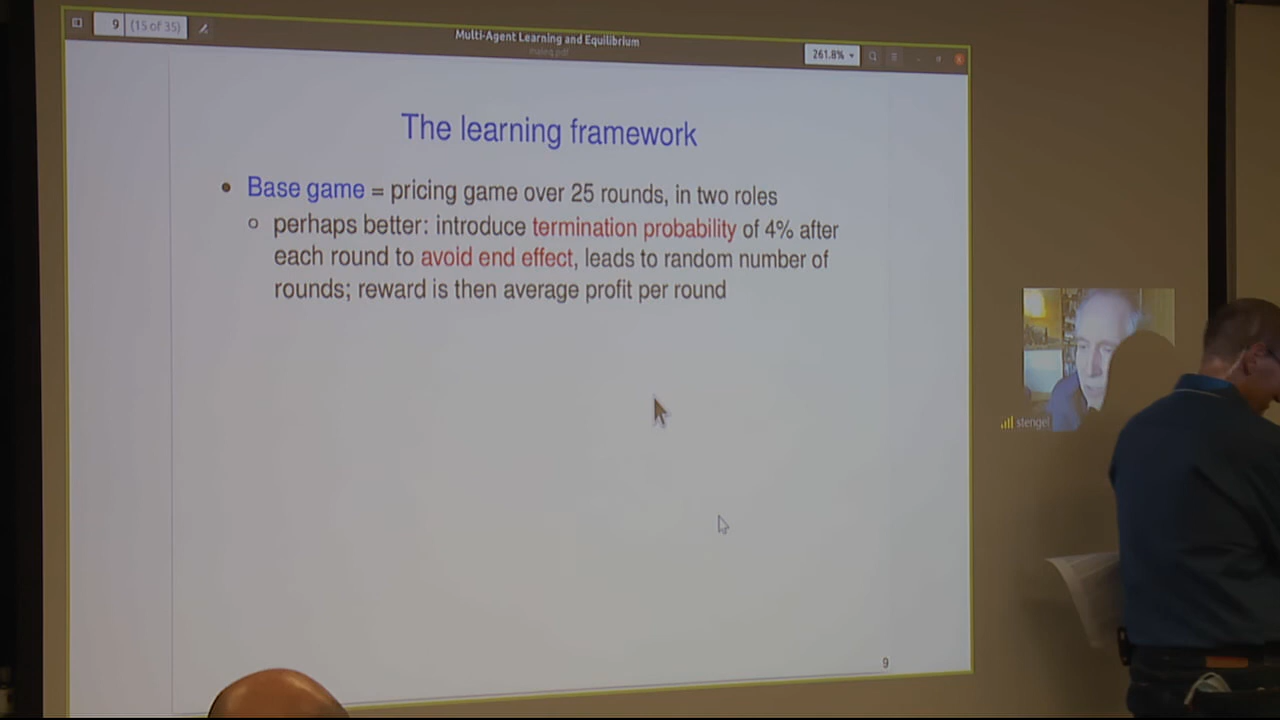 9 (15 of 35)
Multi-Agent Learning and Equilibrium
261.8%
The learning framework
• Base game = pricing game over 25 rounds, in two roles
○ perhaps better: introduce termination probability of 4% after
each round to avoid end effect, leads to random number of
rounds; reward is then average profit per round
stengel
9